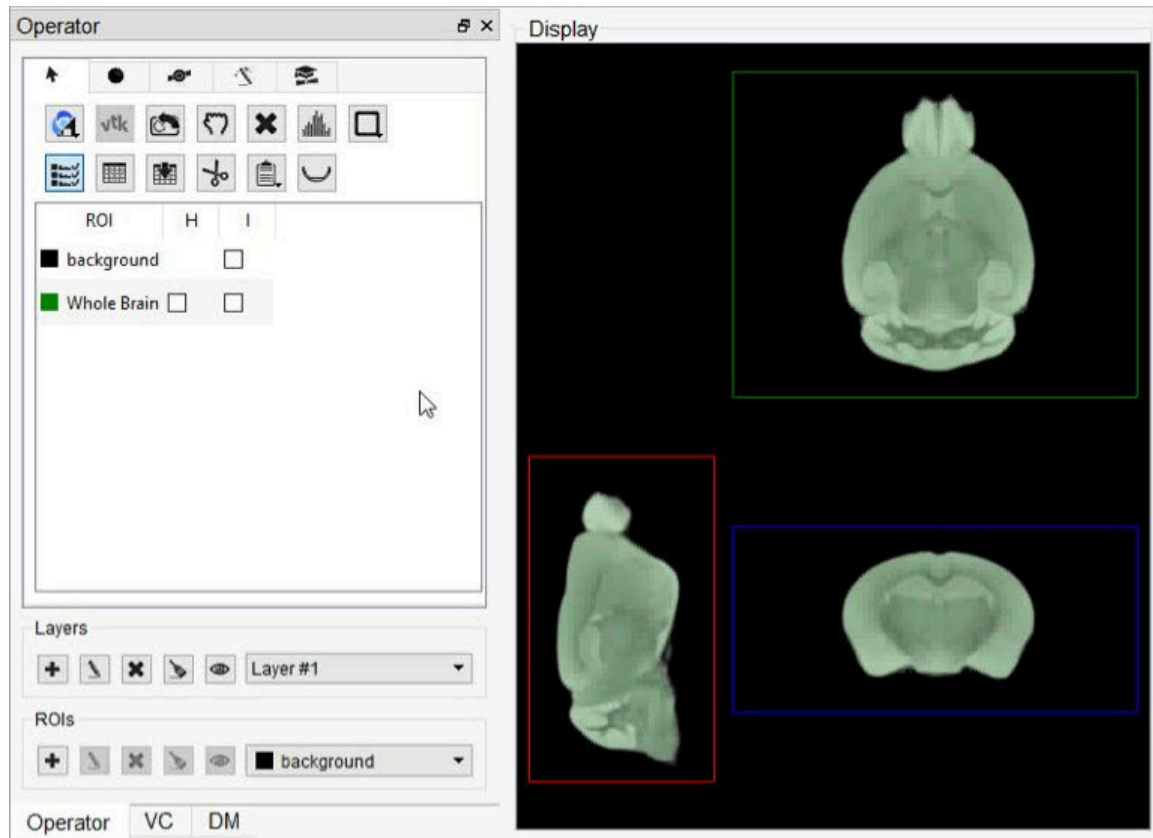 Operator
Display
vtk
ROI H I
background
Whole Brain
Layers
Layer #1
ROIs
background
Operator VC DM